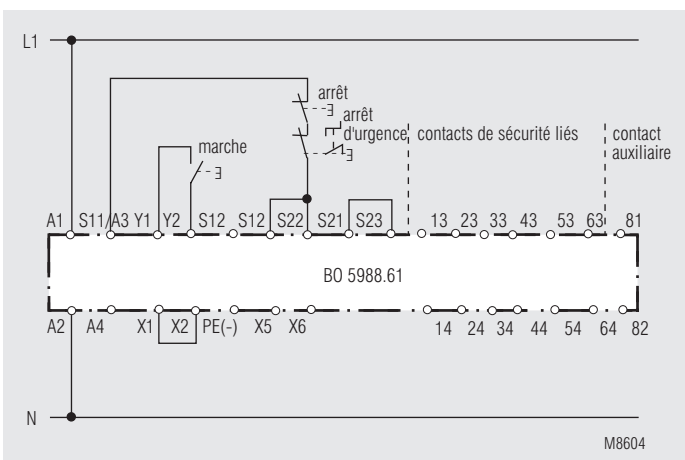 L1
arrêt
arrêt
d'urgence
contacts de sécurité liés
contact
auxiliaire
marche
A1 S11/A3 Y1 Y2 S12 S12 S22 S21 S23 13 23 33 43 53 63 81
BO 5988.61
A2 A4 X1 X2 PE(-) X5 X6 14 24 34 44 54 64 82
N
M8604